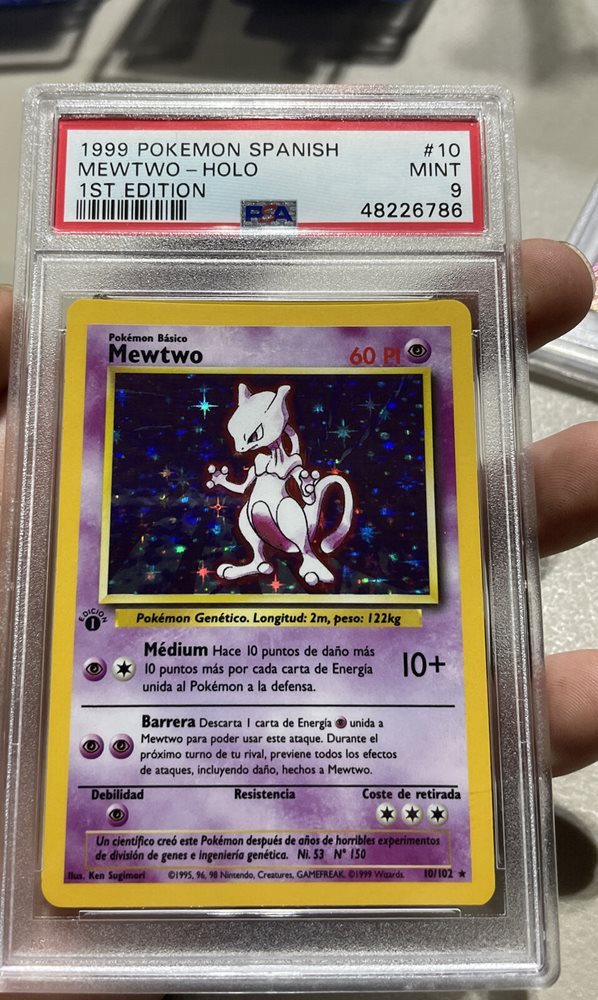 1999 POKEMON SPANISH #10
MEWTWO – HOLO MINT
1ST EDITION 9
PSA 48226786
Pokémon Básico
Mewtwo 60 PI
EDICION
1
Pokémon Genético. Longitud: 2m, peso: 122kg
Médium Hace 10 puntos de daño más
10 puntos más por cada carta de Energía
unida al Pokémon a la defensa.
10+
Barrera Descarta 1 carta de Energía unida a
Mewtwo para poder usar este ataque. Durante el
próximo turno de tu rival, previene todos los efectos
de ataques, incluyendo daño, hechos a Mewtwo.
Debilidad Resistencia Coste de retirada
Un científico creó este Pokémon después de años de horribles experimentos
de división de genes e ingeniería genética. Ni. 53 N° 150
Ilus. Ken Sugimori ©1995, 96, 98 Nintendo, Creatures, GAMEFREAK. ©1999 Wizards. 10/102 ★